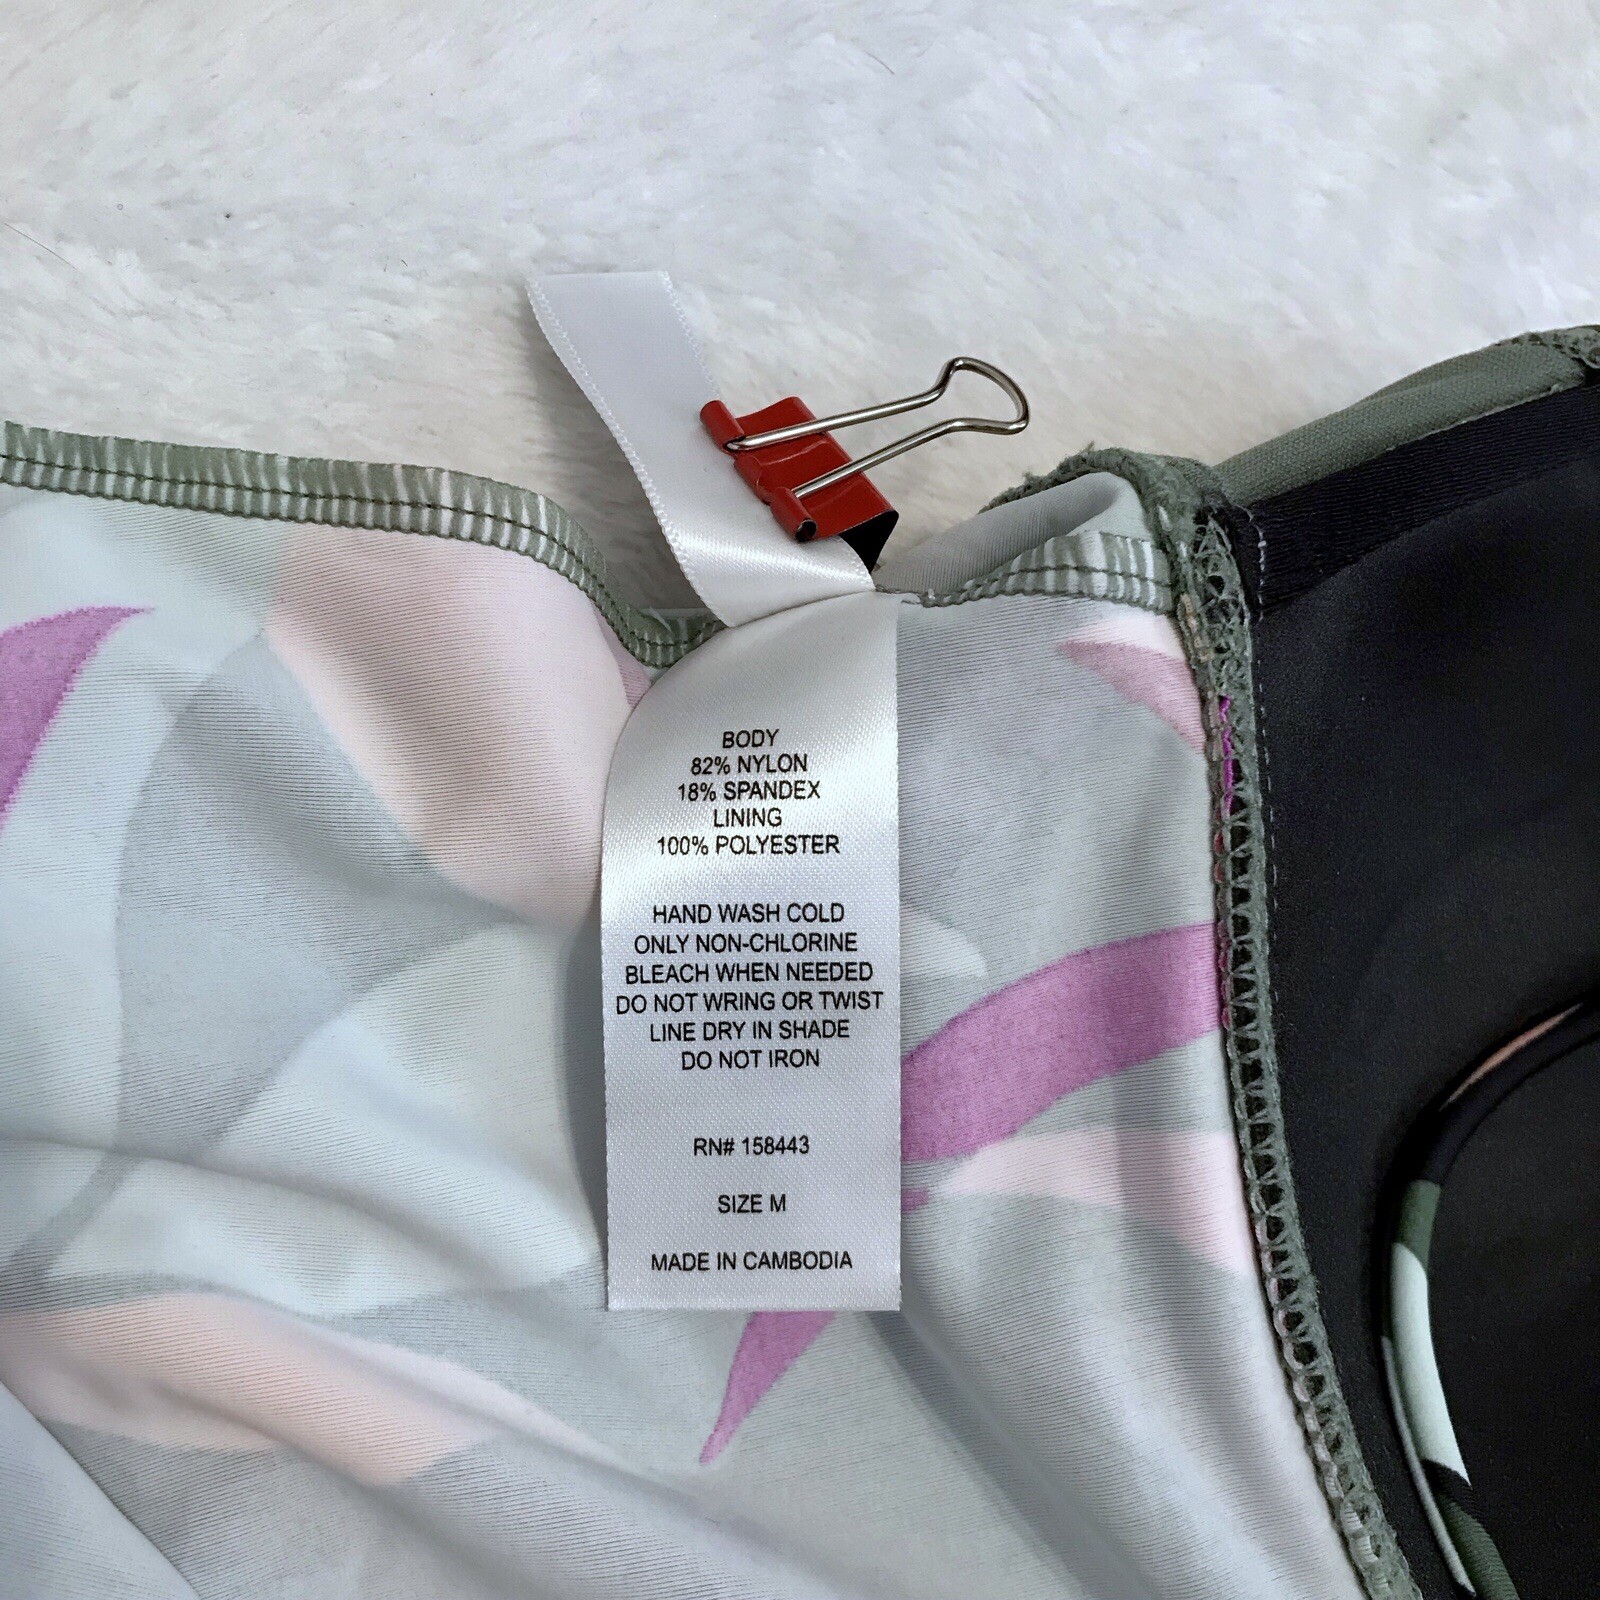 BODY
82% NYLON
18% SPANDEX
LINING
100% POLYESTER
HAND WASH COLD
ONLY NON-CHLORINE
BLEACH WHEN NEEDED
DO NOT WRING OR TWIST
LINE DRY IN SHADE
DO NOT IRON
RN# 158443
SIZE M
MADE IN CAMBODIA